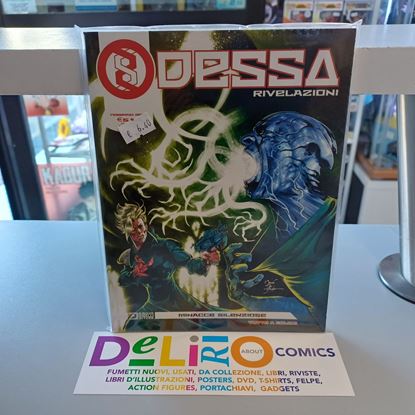 ODESSA
RIVELAZIONI
€ 6,00
MINACCE SILENZIOSE
DELIRIO ABOUT COMICS
FUMETTI NUOVI, USATI, DA COLLEZIONE, LIBRI, RIVISTE,
LIBRI D'ILLUSTRAZIONI, POSTERS, DVD, T-SHIRTS, FELPE,
ACTION FIGURES, PORTACHIAVI, GADGETS